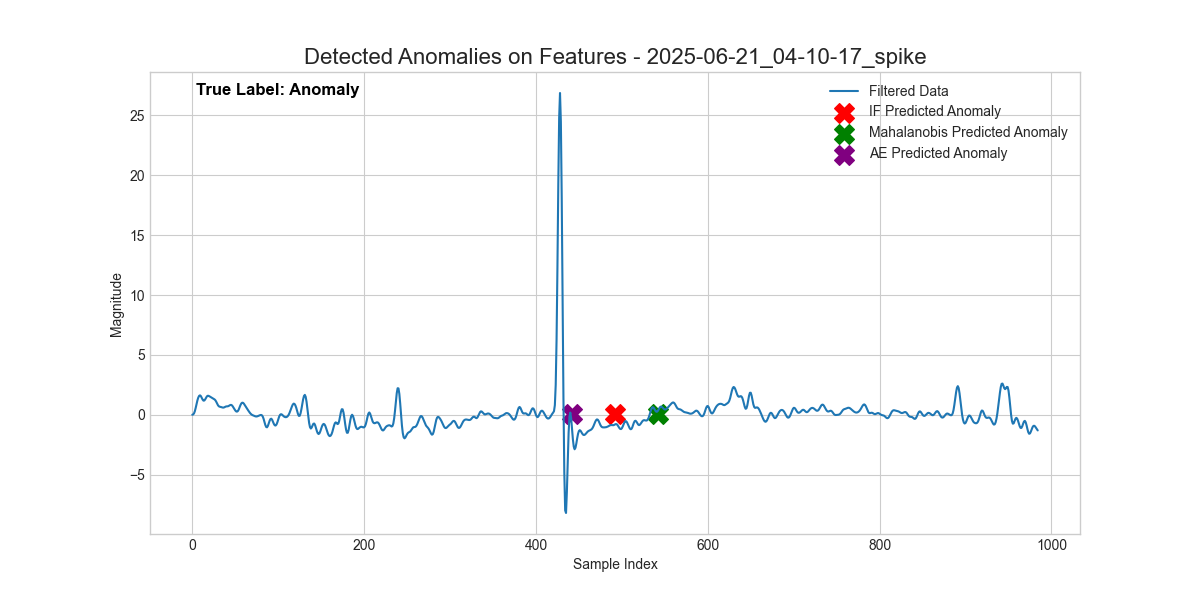 Detected Anomalies on Features - 2025-06-21_04-10-17_spike
True Label: Anomaly
Filtered Data
IF Predicted Anomaly
Mahalanobis Predicted Anomaly
AE Predicted Anomaly
Magnitude
25
20
15
10
5
0
−5
0 200 400 600 800 1000
Sample Index